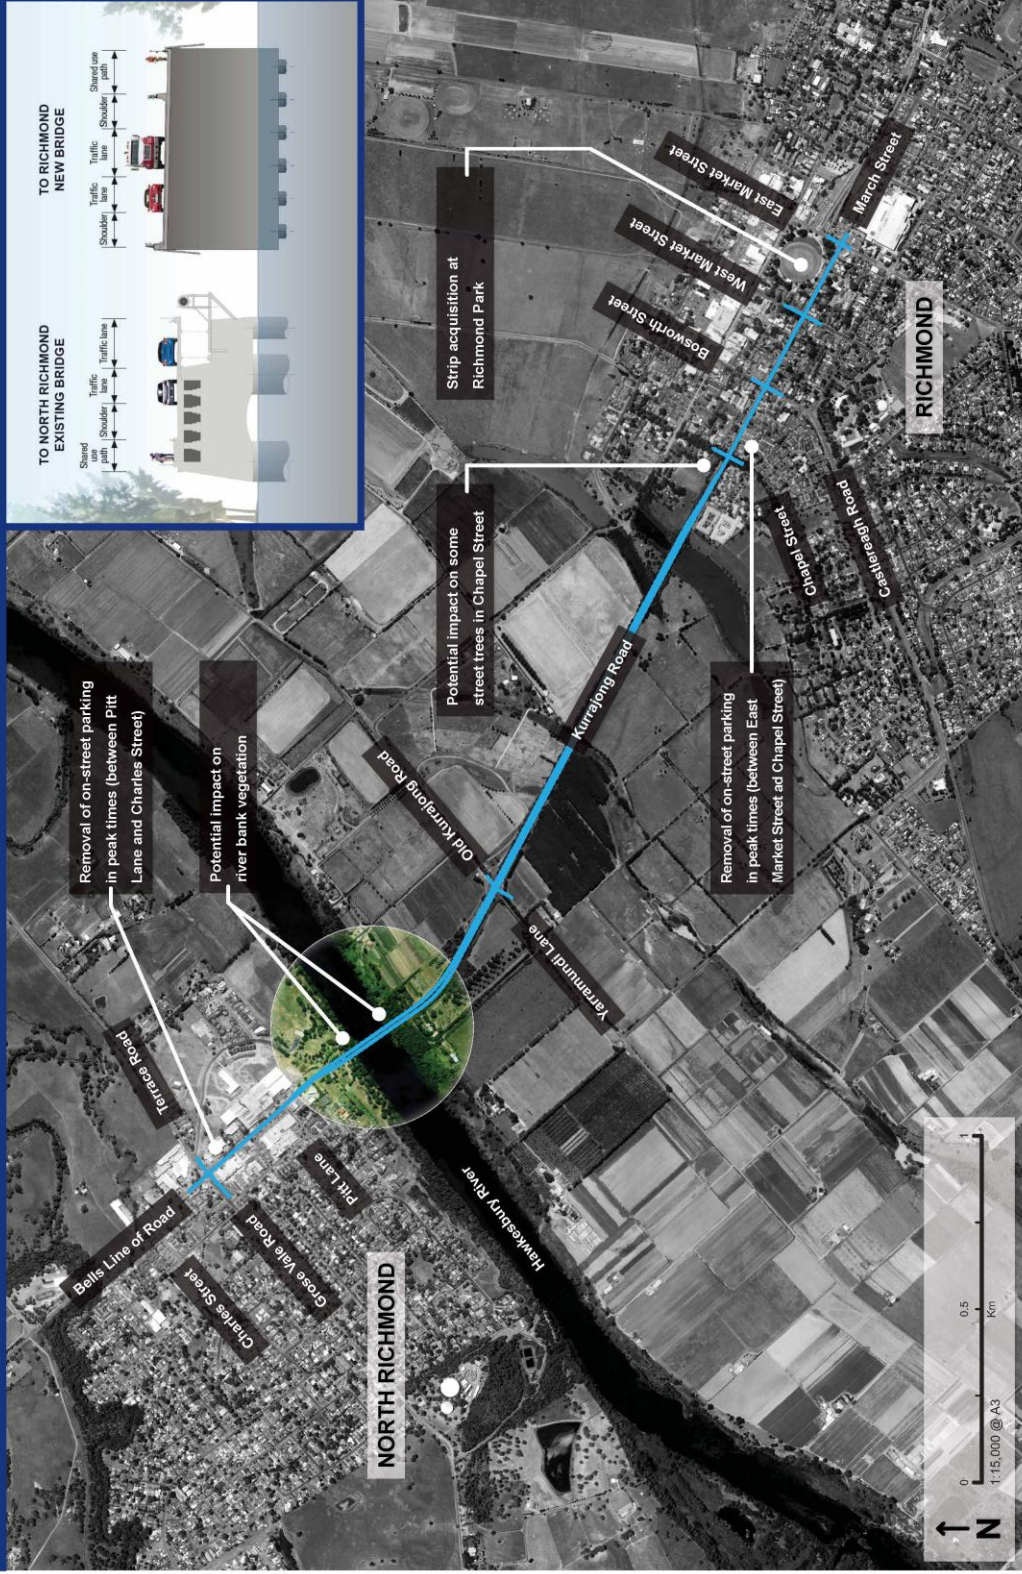 TO NORTH RICHMOND
EXISTING BRIDGE
Shared
use
path
Shoulder
Traffic
lane
Traffic lane
TO RICHMOND
NEW BRIDGE
Shoulder
Traffic
lane
Traffic
lane
Shoulder
Shared use
path
Removal of on-street parking
in peak times (between Pitt
Lane and Charles Street)
Potential impact on
river bank vegetation
Potential impact on some
street trees in Chapel Street
Strip acquisition at
Richmond Park
Removal of on-street parking
in peak times (between East
Market Street ad Chapel Street)
Bells Line of Road
Terrace Road
Charles Street
Grose Vale Road
Pitt Lane
NORTH RICHMOND
Hawkesbury River
Old Kurrajong Road
Yarramundi Lane
Kurrajong Road
Bosworth Street
West Market Street
East Market Street
March Street
Chapel Street
Castlereagh Road
RICHMOND
N
0
0.5
1
Km
1:15,000 @ A3